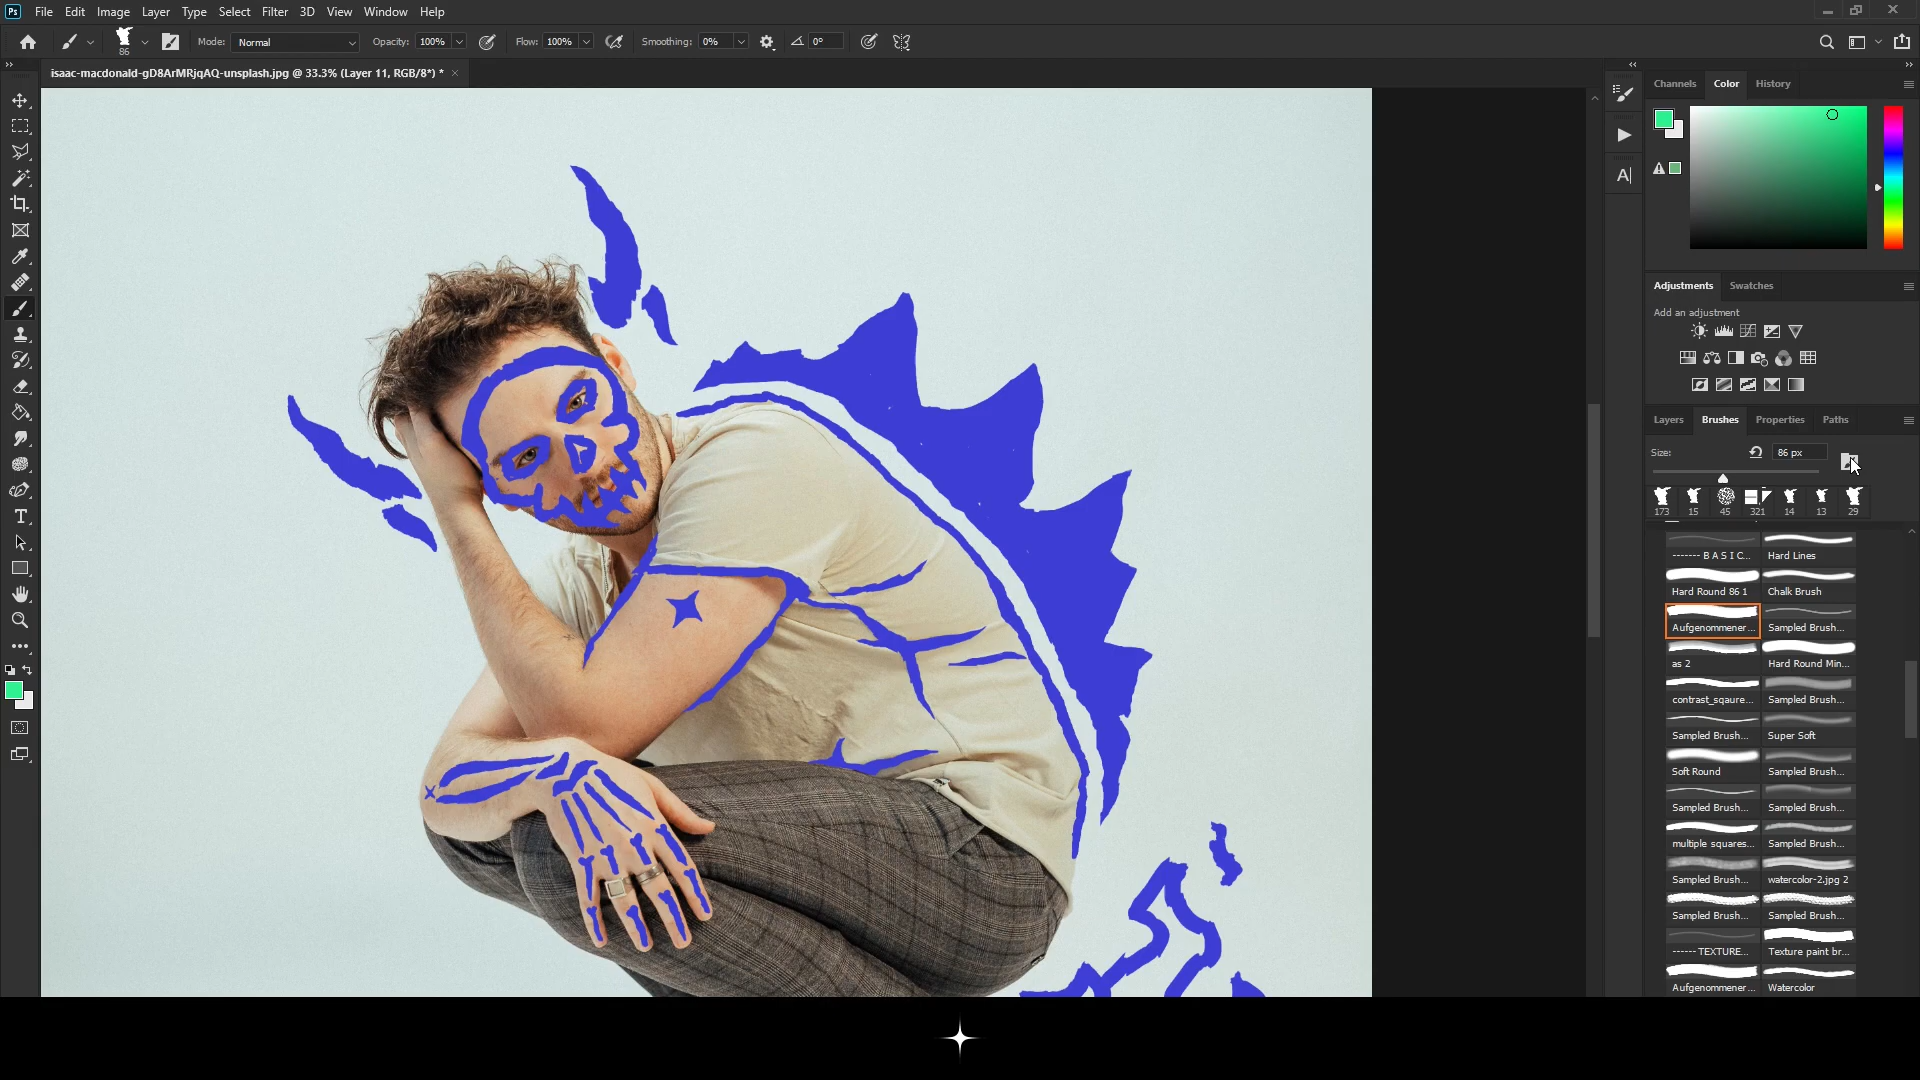 Ps File Edit Image Layer Type Select Filter 3D View Window Help
86 Mode: Normal Opacity: 100% Flow: 100% Smoothing: 0% 0°
isaac-macdonald-gD8ArMRjqAQ-unsplash.jpg @ 33.3% (Layer 11, RGB/8*) *
Channels Color History
Adjustments Swatches
Add an adjustment
Layers Brushes Properties Paths
Size: 86 px
173 15 45 321 14 13 29
------- B A S I C... Hard Lines
Hard Round 86 1 Chalk Brush
Aufgenommener... Sampled Brush...
as 2 Hard Round Min...
contrast_sqaure... Sampled Brush...
Sampled Brush... Super Soft
Soft Round Sampled Brush...
Sampled Brush... Sampled Brush...
multiple squares... Sampled Brush...
Sampled Brush... watercolor-2.jpg 2
Sampled Brush... Sampled Brush...
------ TEXTURE... Texture paint br...
Aufgenommener... Watercolor